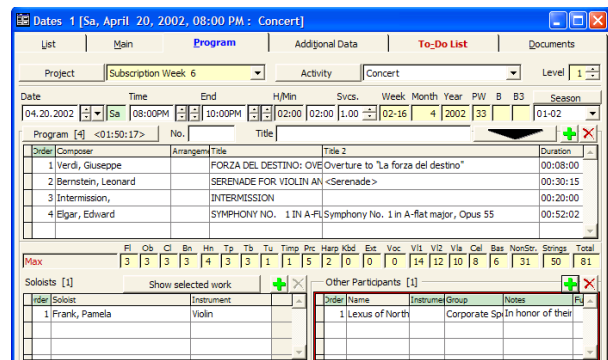 Dates 1 [Sa, April 20, 2002, 08:00 PM : Concert]
List Main Program Additional Data To-Do List Documents
Project Subscription Week 6 Activity Concert Level 1
Date Time End H/Min Svcs. Week Month Year PW B B3 Season
04.20.2002 Sa 08:00PM 10:00PM 02:00 02:00 1.00 02-16 4 2002 33 01-02
Program [4] <01:50:17> No. Title
Order Composer Arrangem Title Title 2 Duration
1 Verdi, Giuseppe FORZA DEL DESTINO: OVE Overture to "La forza del destino" 00:08:00
2 Bernstein, Leonard SERENADE FOR VIOLIN AN <Serenade> 00:30:15
3 Intermission, INTERMISSION 00:20:00
4 Elgar, Edward SYMPHONY NO. 1 IN A-FL Symphony No. 1 in A-flat major, Opus 55 00:52:02
Fl Ob Cl Bn Hn Tp Tb Tu Timp Prc Harp Kbd Ext Voc Vl1 Vl2 Vla Cel Bas NonStr. Strings Total
Max 3 3 3 3 4 3 3 1 1 5 2 0 0 0 14 12 10 8 6 31 50 81
Soloists [1] Show selected work Other Participants [1]
rder Soloist Instrument Order Name Instrume Group Notes Fu
1 Frank, Pamela Violin 1 Lexus of North Corporate Spo In honor of their